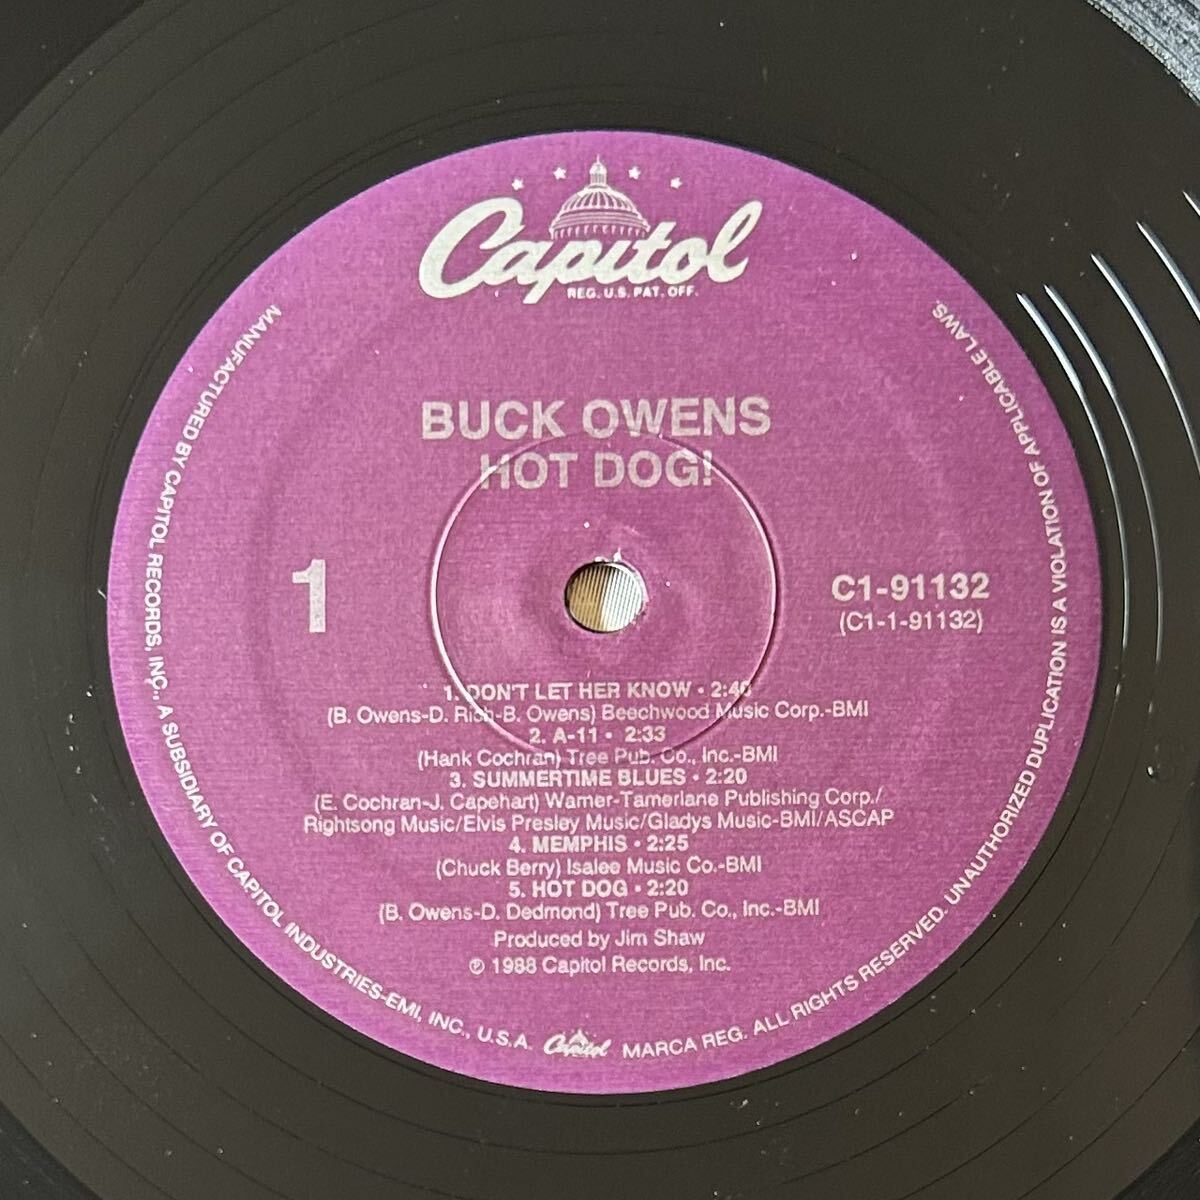 Capitol
REG. U.S. PAT. OFF.
BUCK OWENS
HOT DOG!
1
C1-91132
(C1-1-91132)
1. DON'T LET HER KNOW • 2:40
(B. Owens-D. Rich-B. Owens) Beechwood Music Corp.-BMI
2. A-11 • 2:33
(Hank Cochran) Tree Pub. Co., Inc.-BMI
3. SUMMERTIME BLUES • 2:20
(E. Cochran-J. Capehart) Warner-Tamerlane Publishing Corp./
Rightsong Music/Elvis Presley Music/Gladys Music-BMI/ASCAP
4. MEMPHIS • 2:25
(Chuck Berry) Isalee Music Co.-BMI
5. HOT DOG • 2:20
(B. Owens-D. Dedmond) Tree Pub. Co., Inc.-BMI
Produced by Jim Shaw
℗ 1988 Capitol Records, Inc.
MANUFACTURED BY CAPITOL RECORDS, INC., A SUBSIDIARY OF CAPITOL INDUSTRIES-EMI, INC., U.S.A. Capitol MARCA REG. ALL RIGHTS RESERVED. UNAUTHORIZED DUPLICATION IS A VIOLATION OF APPLICABLE LAWS.